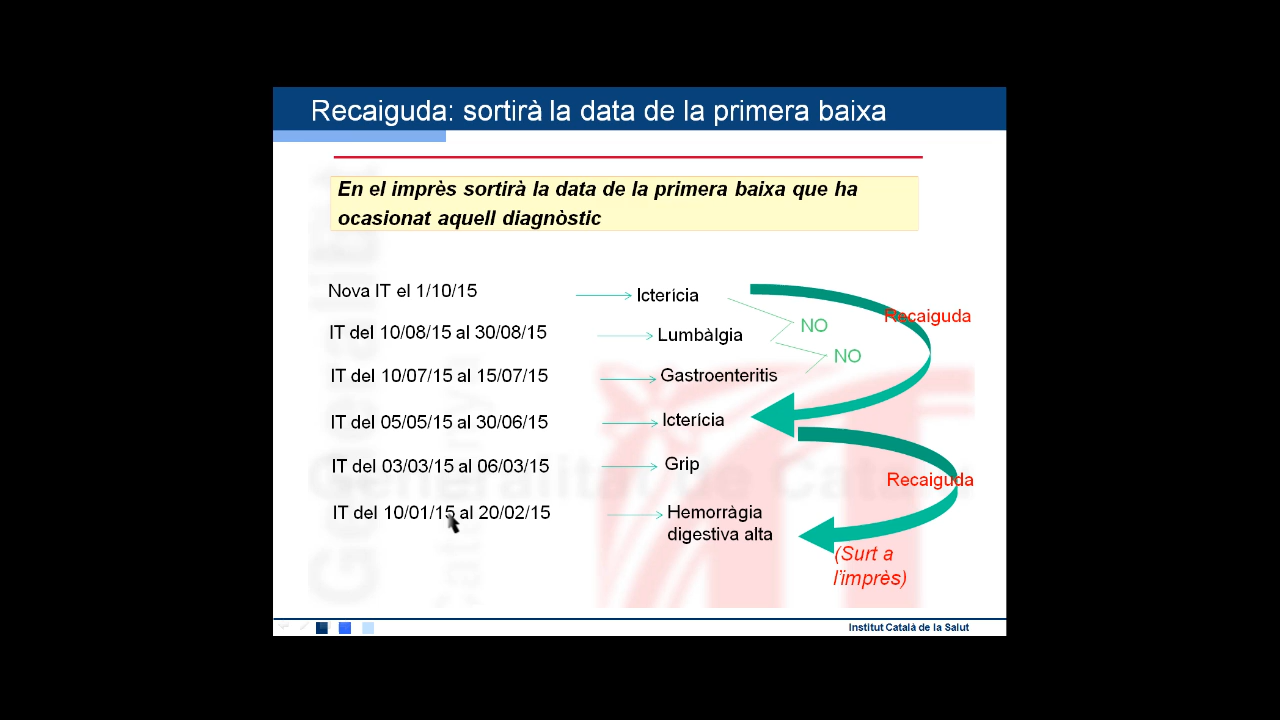 Recaiguda: sortirà la data de la primera baixa
En el imprès sortirà la data de la primera baixa que ha
ocasionat aquell diagnòstic
Nova IT el 1/10/15
Icterícia
Recaiguda
NO
IT del 10/08/15 al 30/08/15
Lumbàlgia
NO
IT del 10/07/15 al 15/07/15
Gastroenteritis
IT del 05/05/15 al 30/06/15
Icterícia
IT del 03/03/15 al 06/03/15
Grip
Recaiguda
IT del 10/01/15 al 20/02/15
Hemorràgia
digestiva alta
(Surt a
l'imprès)
Generalitat de Catal
Institut Català de la Salut